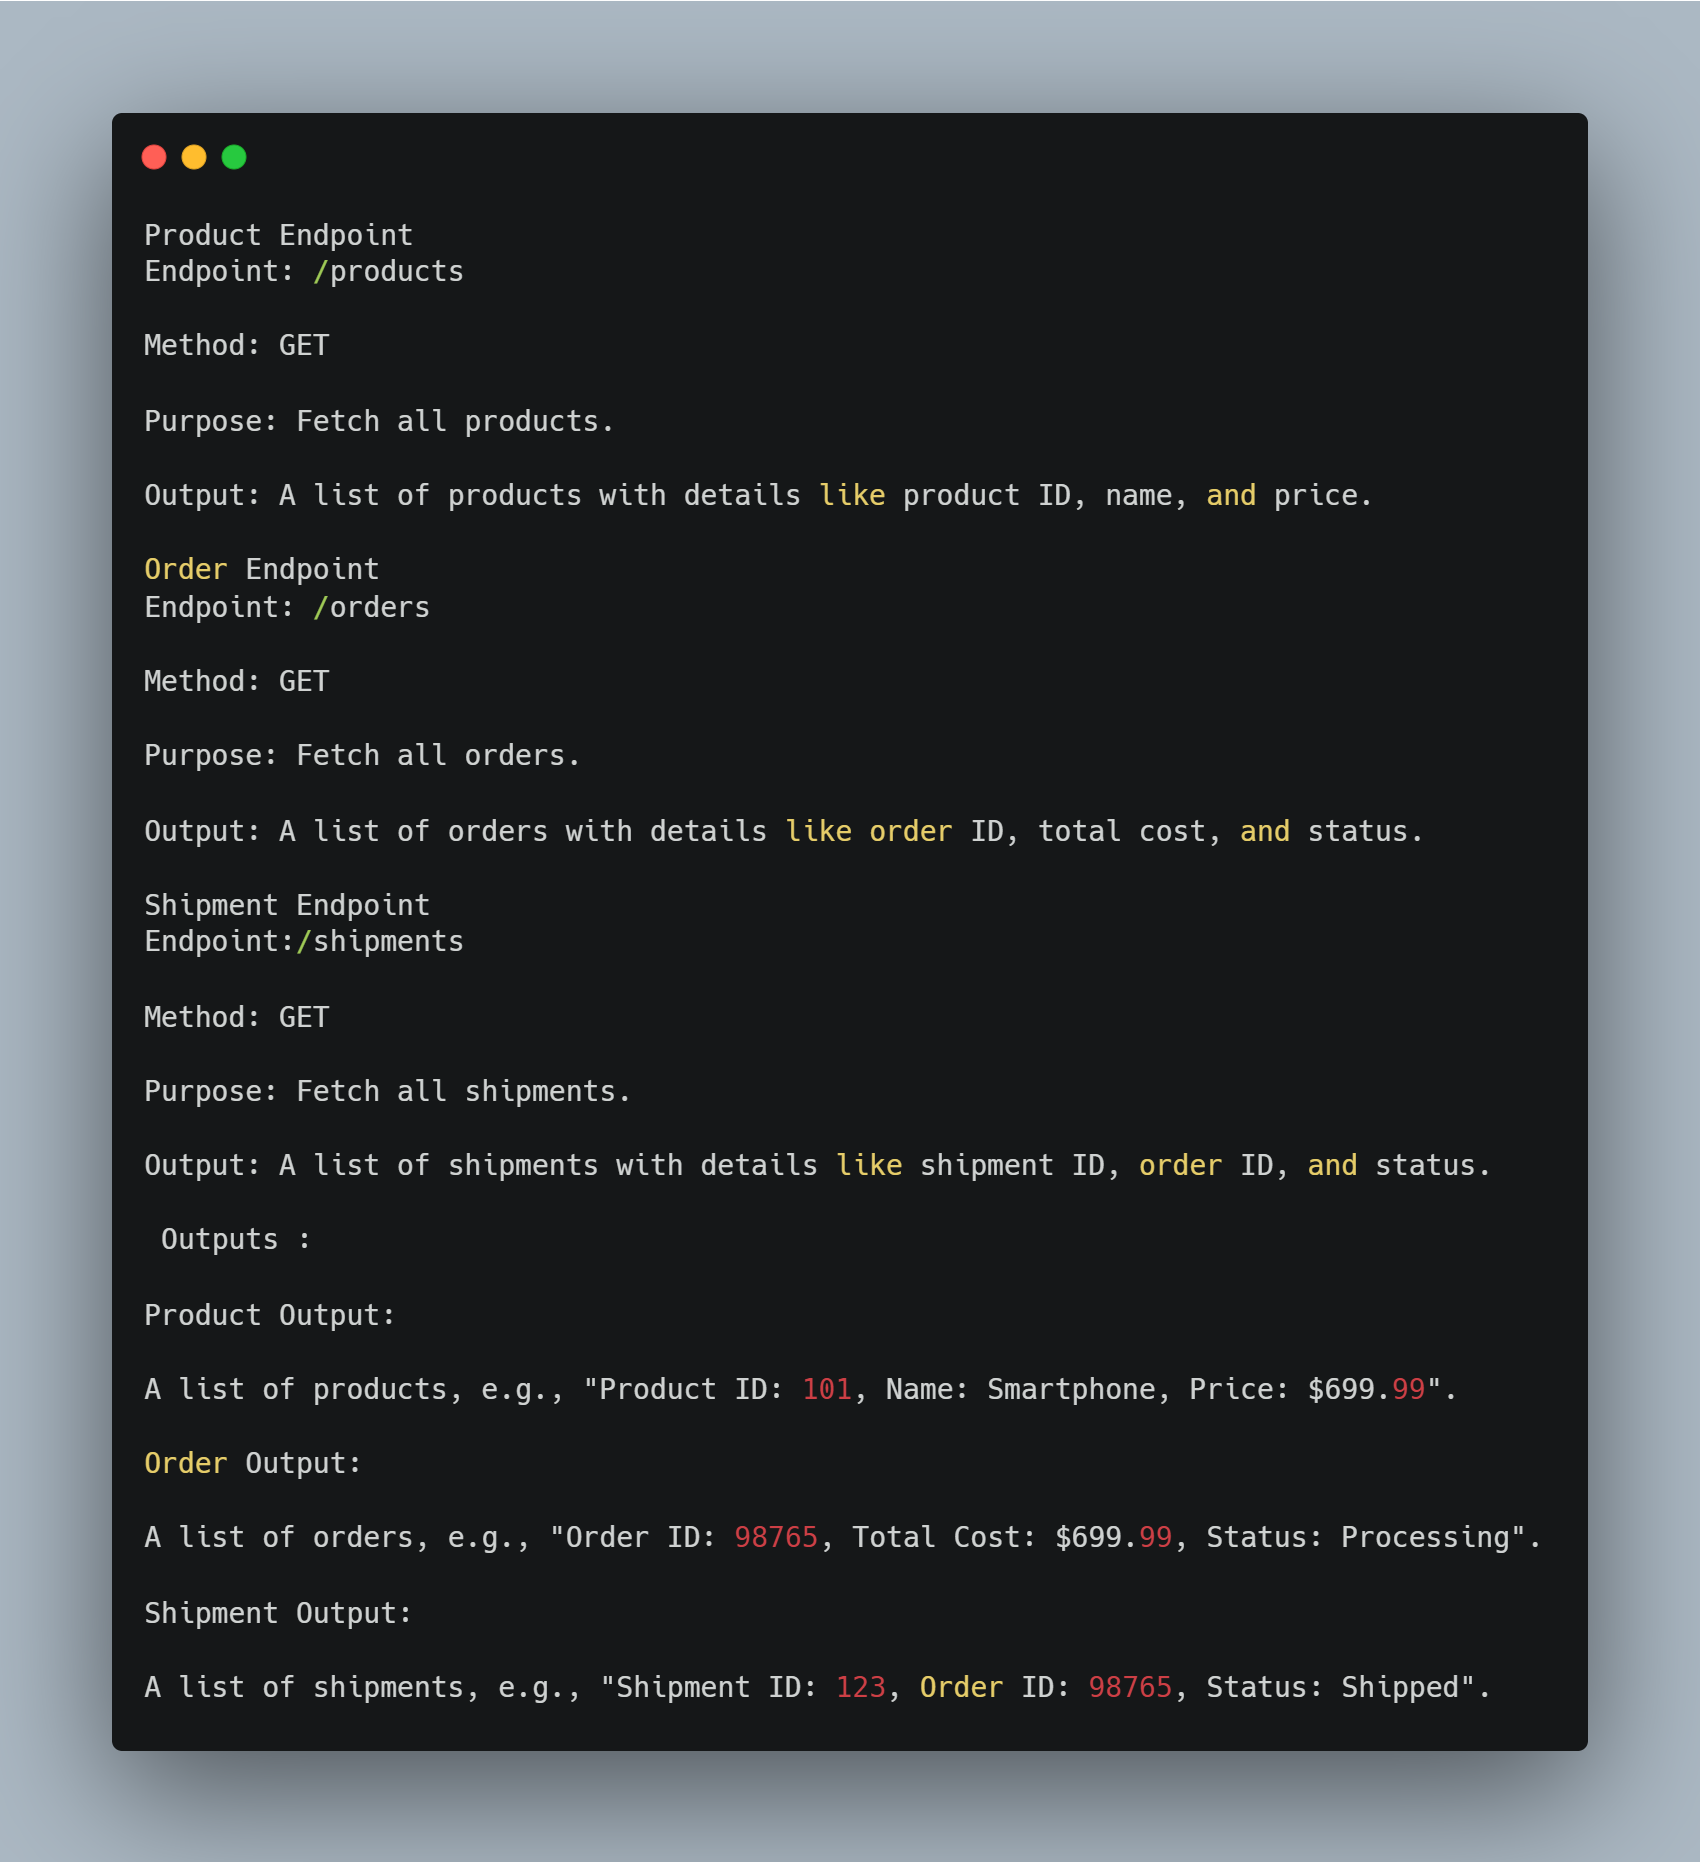 Product Endpoint
Endpoint: /products
Method: GET
Purpose: Fetch all products.
Output: A list of products with details like product ID, name, and price.
Order Endpoint
Endpoint: /orders
Method: GET
Purpose: Fetch all orders.
Output: A list of orders with details like order ID, total cost, and status.
Shipment Endpoint
Endpoint:/shipments
Method: GET
Purpose: Fetch all shipments.
Output: A list of shipments with details like shipment ID, order ID, and status.
Outputs :
Product Output:
A list of products, e.g., "Product ID: 101, Name: Smartphone, Price: $699.99".
Order Output:
A list of orders, e.g., "Order ID: 98765, Total Cost: $699.99, Status: Processing".
Shipment Output:
A list of shipments, e.g., "Shipment ID: 123, Order ID: 98765, Status: Shipped".